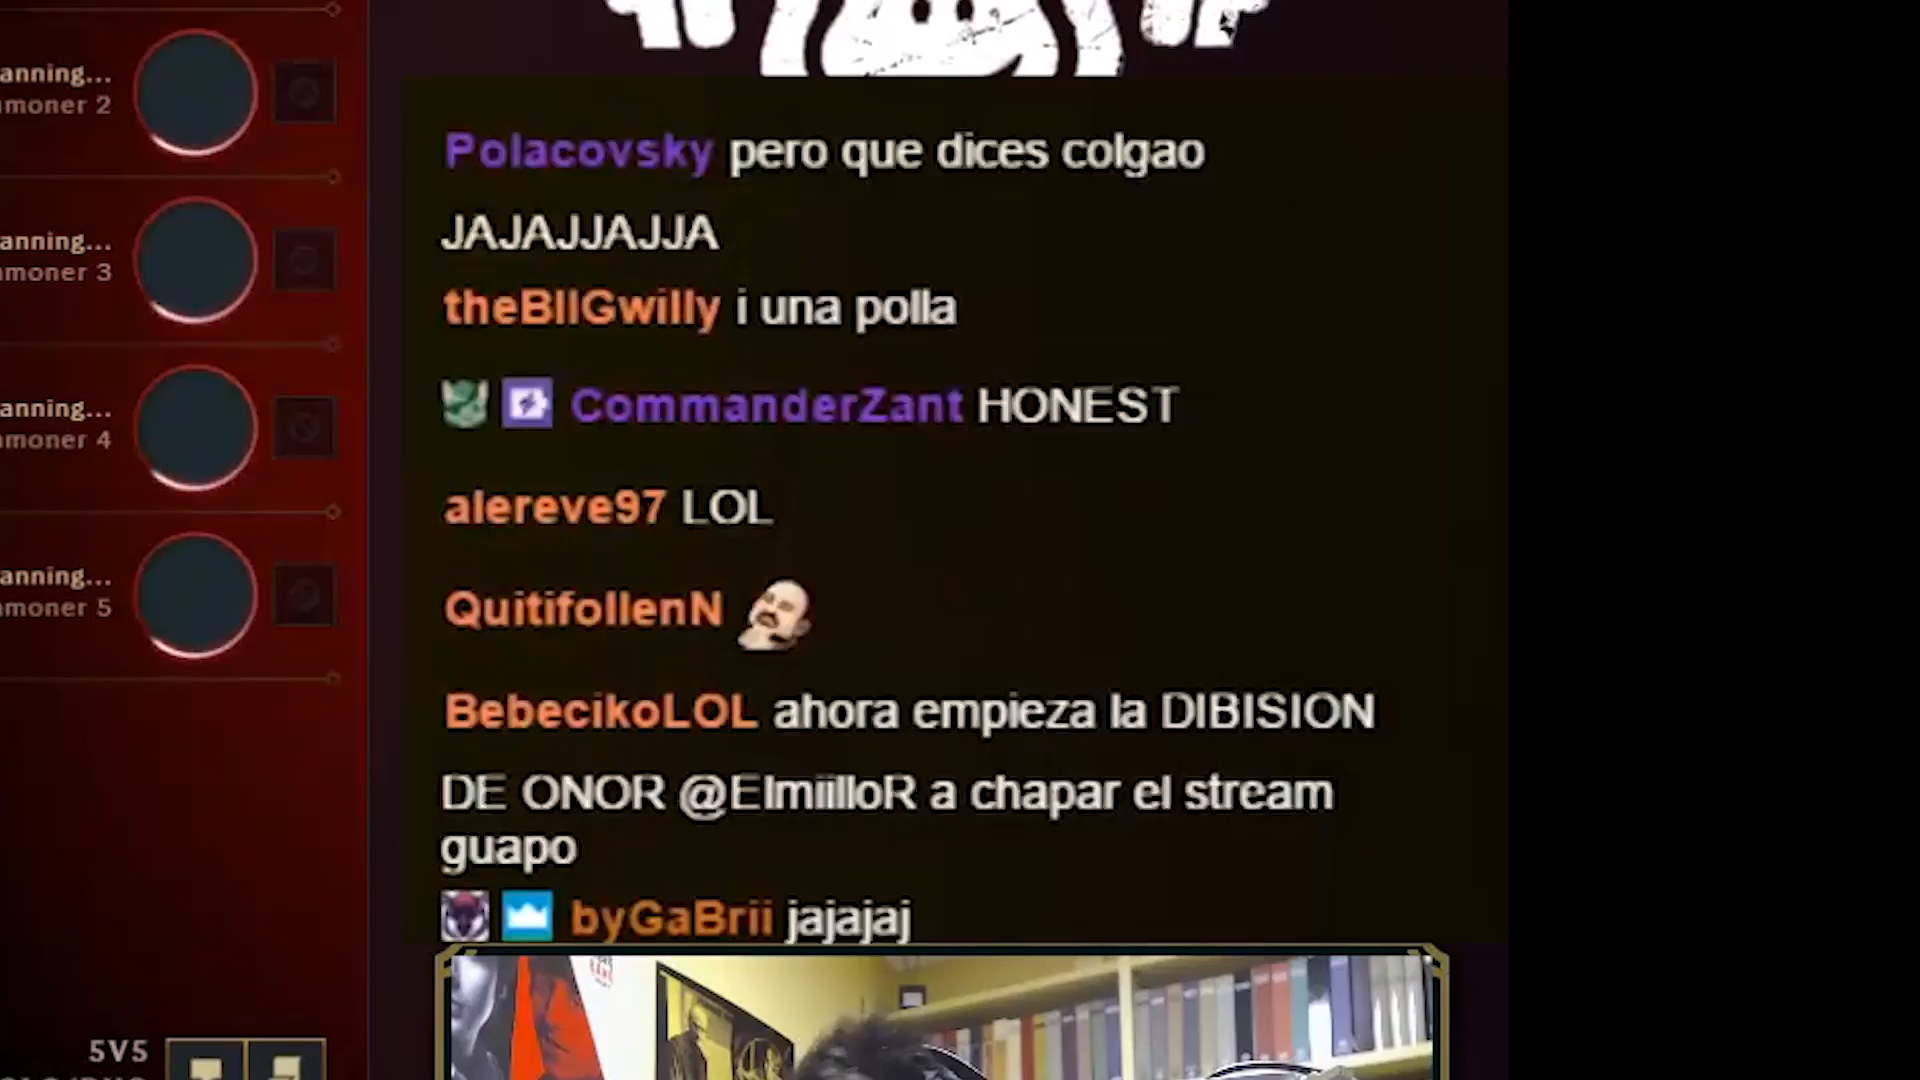 anning...
moner 2
anning...
moner 3
anning...
moner 4
anning...
moner 5
5V5
Polacovsky pero que dices colgao
JAJAJJAJJA
theBIIGwilly i una polla
CommanderZant HONEST
alereve97 LOL
QuitifollenN
BebecikoLOL ahora empieza la DIBISION
DE ONOR @ElmiilloR a chapar el stream
guapo
byGaBrii jajajaj